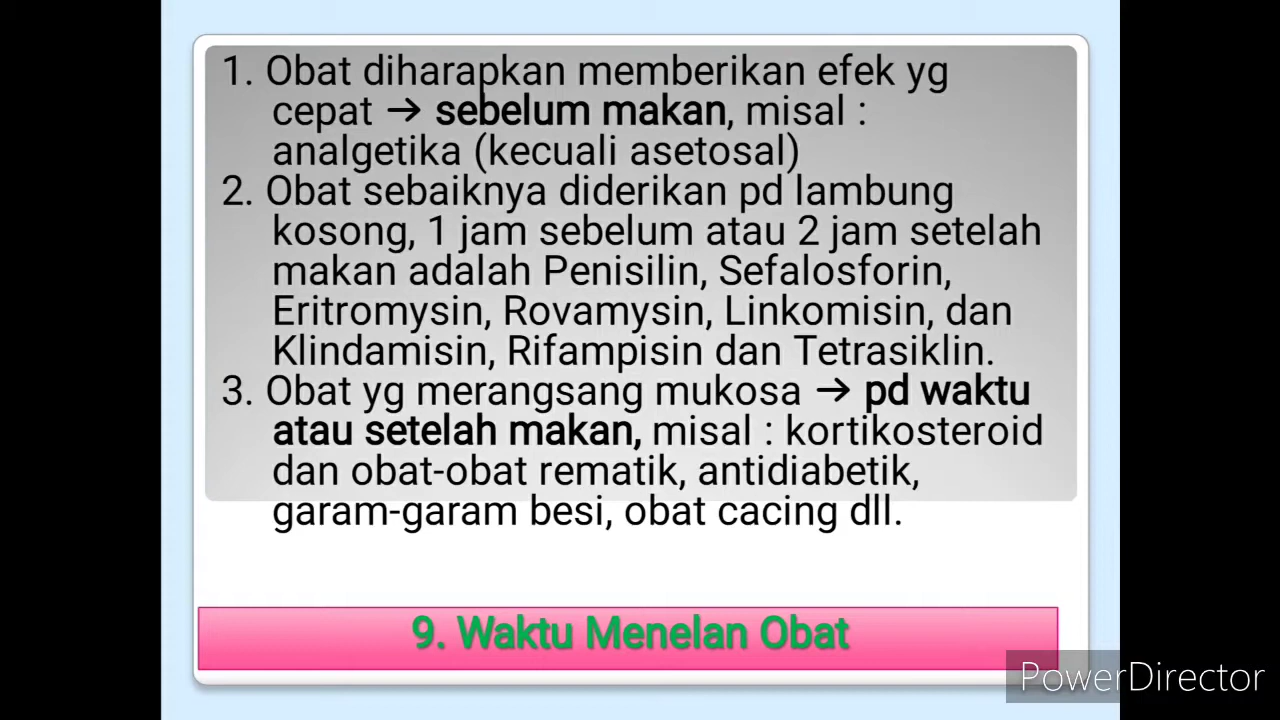 1. Obat diharapkan memberikan efek yg
cepat → sebelum makan, misal :
analgetika (kecuali asetosal)
2. Obat sebaiknya diderikan pd lambung
kosong, 1 jam sebelum atau 2 jam setelah
makan adalah Penisilin, Sefalosforin,
Eritromysin, Rovamysin, Linkomisin, dan
Klindamisin, Rifampisin dan Tetrasiklin.
3. Obat yg merangsang mukosa → pd waktu
atau setelah makan, misal : kortikosteroid
dan obat-obat rematik, antidiabetik,
garam-garam besi, obat cacing dll.
9. Waktu Menelan Obat
PowerDirector